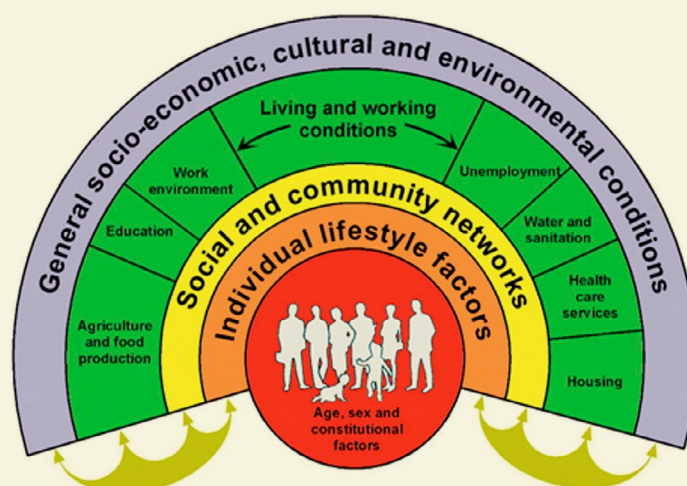 General socio-economic, cultural and environmental conditions
Living and working
conditions
Work
environment
Education
Agriculture
and food
production
Unemployment
Water and
sanitation
Health
care
services
Housing
Social and community networks
Individual lifestyle factors
Age, sex and
constitutional
factors